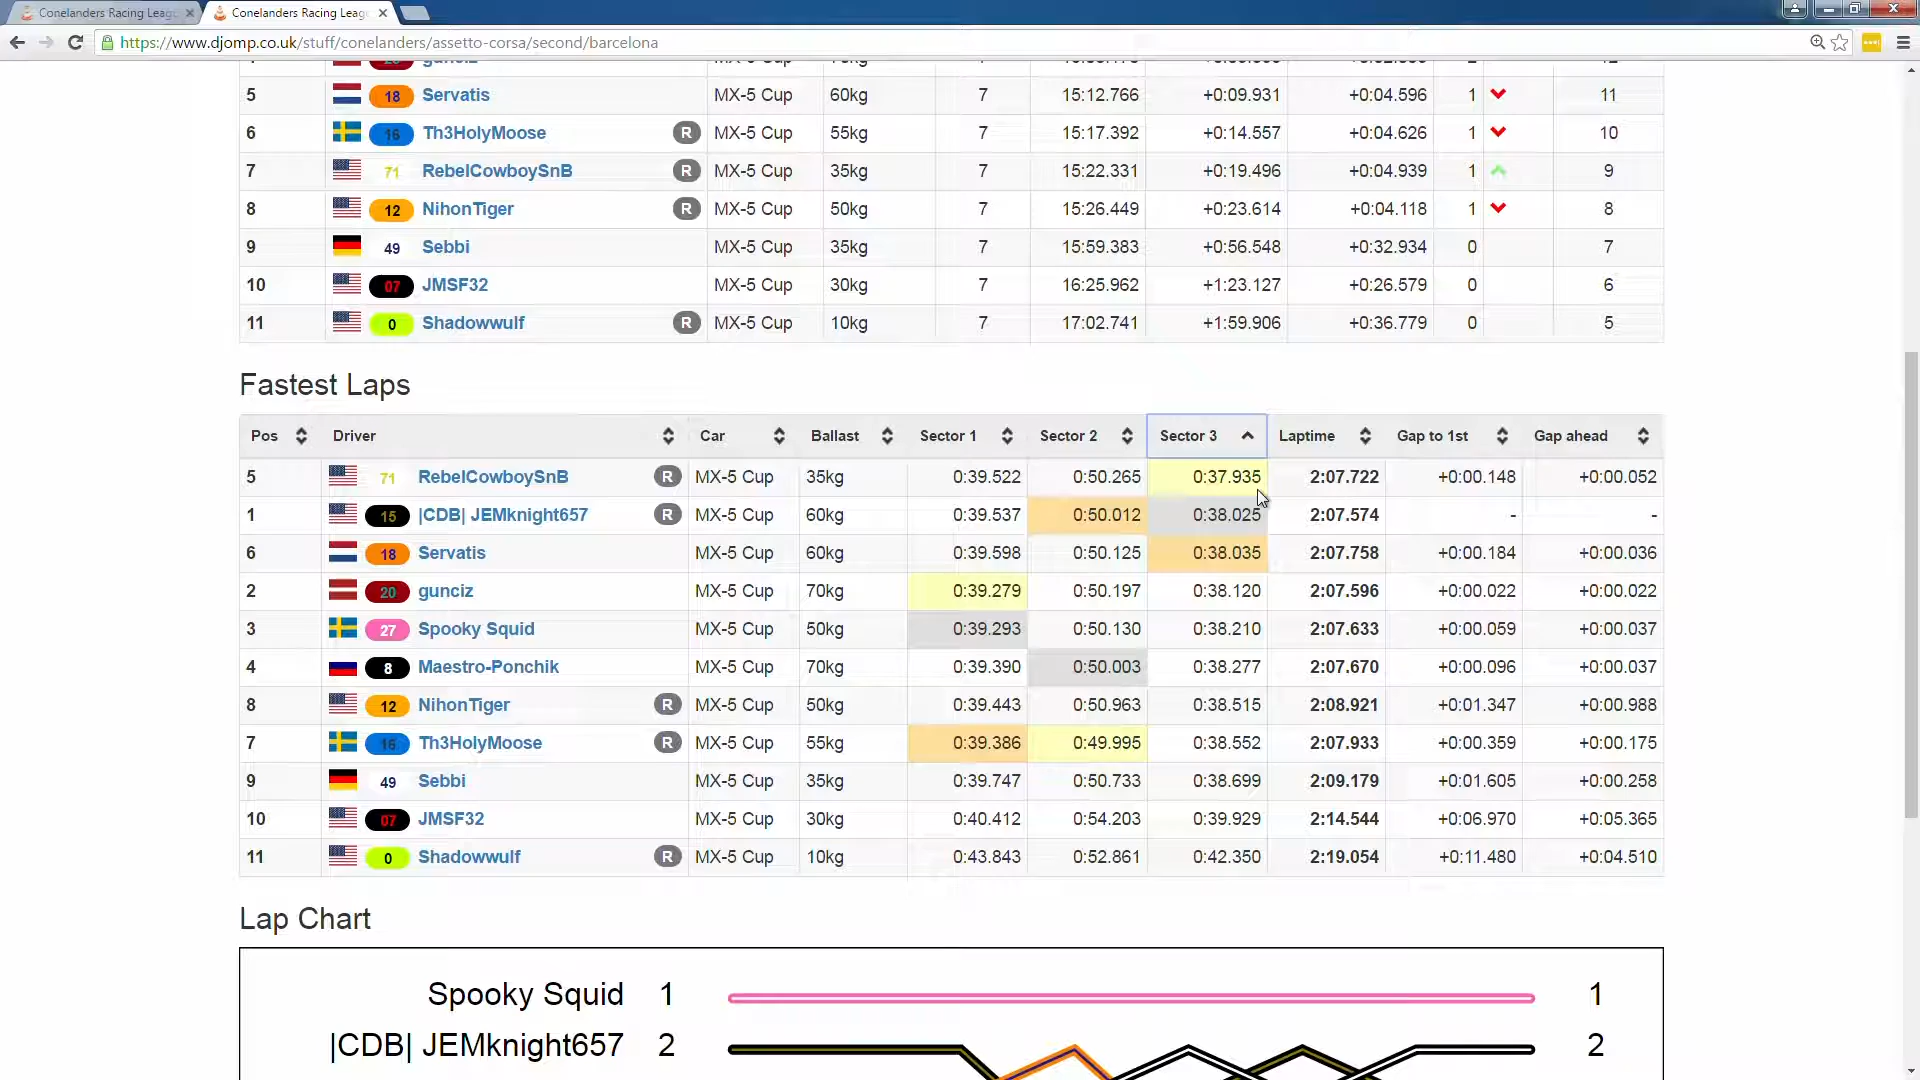 Conelanders Racing Leag
Conelanders Racing Leag
https://www.djomp.co.uk/stuff/conelanders/assetto-corsa/second/barcelona
5 18 Servatis MX-5 Cup 60kg 7 15:12.766 +0:09.931 +0:04.596 1 11
6 16 Th3HolyMoose R MX-5 Cup 55kg 7 15:17.392 +0:14.557 +0:04.626 1 10
7 71 RebelCowboySnB R MX-5 Cup 35kg 7 15:22.331 +0:19.496 +0:04.939 1 9
8 12 NihonTiger R MX-5 Cup 50kg 7 15:26.449 +0:23.614 +0:04.118 1 8
9 49 Sebbi MX-5 Cup 35kg 7 15:59.383 +0:56.548 +0:32.934 0 7
10 07 JMSF32 MX-5 Cup 30kg 7 16:25.962 +1:23.127 +0:26.579 0 6
11 0 Shadowwulf R MX-5 Cup 10kg 7 17:02.741 +1:59.906 +0:36.779 0 5
Fastest Laps
Pos Driver Car Ballast Sector 1 Sector 2 Sector 3 Laptime Gap to 1st Gap ahead
5 71 RebelCowboySnB R MX-5 Cup 35kg 0:39.522 0:50.265 0:37.935 2:07.722 +0:00.148 +0:00.052
1 15 |CDB| JEMknight657 R MX-5 Cup 60kg 0:39.537 0:50.012 0:38.025 2:07.574 - -
6 18 Servatis MX-5 Cup 60kg 0:39.598 0:50.125 0:38.035 2:07.758 +0:00.184 +0:00.036
2 20 gunciz MX-5 Cup 70kg 0:39.279 0:50.197 0:38.120 2:07.596 +0:00.022 +0:00.022
3 27 Spooky Squid MX-5 Cup 50kg 0:39.293 0:50.130 0:38.210 2:07.633 +0:00.059 +0:00.037
4 8 Maestro-Ponchik MX-5 Cup 70kg 0:39.390 0:50.003 0:38.277 2:07.670 +0:00.096 +0:00.037
8 12 NihonTiger R MX-5 Cup 50kg 0:39.443 0:50.963 0:38.515 2:08.921 +0:01.347 +0:00.988
7 16 Th3HolyMoose R MX-5 Cup 55kg 0:39.386 0:49.995 0:38.552 2:07.933 +0:00.359 +0:00.175
9 49 Sebbi MX-5 Cup 35kg 0:39.747 0:50.733 0:38.699 2:09.179 +0:01.605 +0:00.258
10 07 JMSF32 MX-5 Cup 30kg 0:40.412 0:54.203 0:39.929 2:14.544 +0:06.970 +0:05.365
11 0 Shadowwulf R MX-5 Cup 10kg 0:43.843 0:52.861 0:42.350 2:19.054 +0:11.480 +0:04.510
Lap Chart
Spooky Squid 1 1
|CDB| JEMknight657 2 2